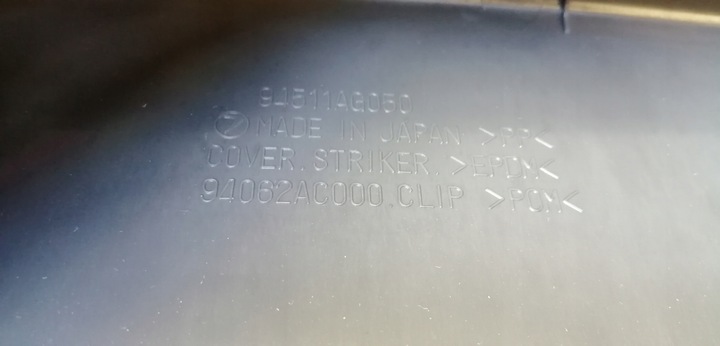 94511AG050
MADE IN JAPAN >PP<
COVER.STRIKER.>EPDM<
94062AC000.CLIP >POM<